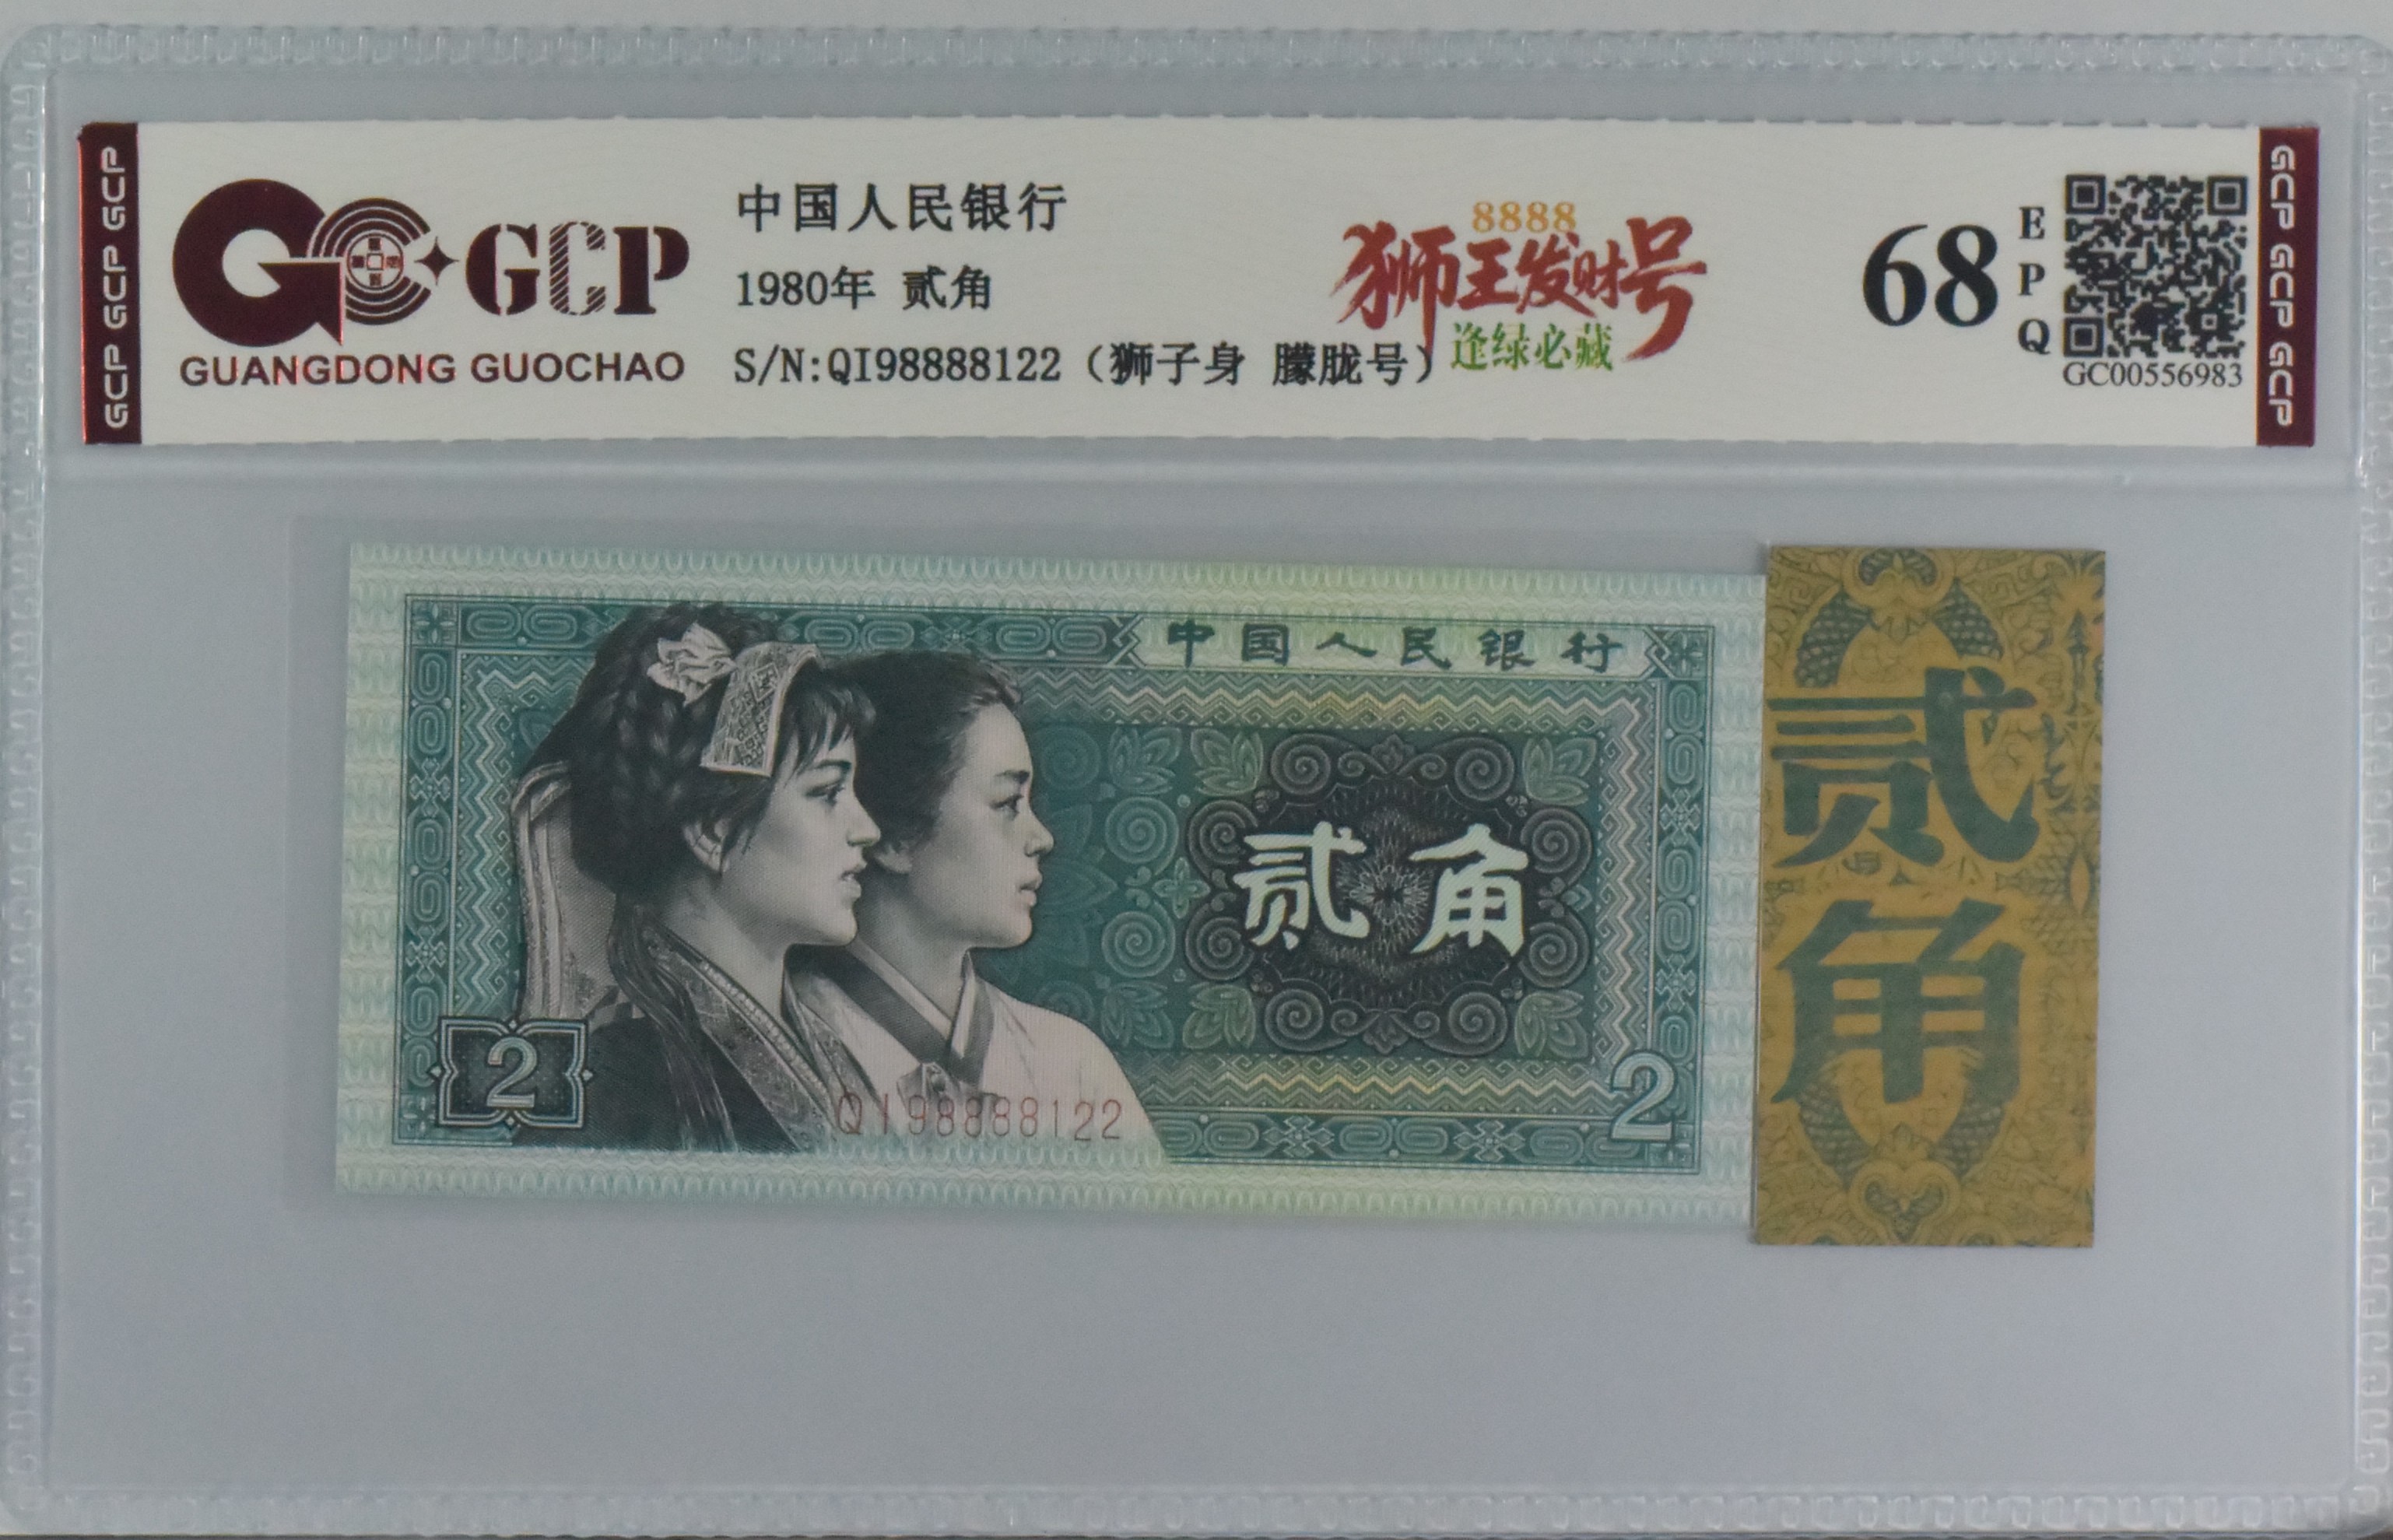 GCP GCP GCP
GCP
GUANGDONG GUOCHAO
中国人民银行
1980年 贰角
S/N:QI98888122（狮子身 朦胧号）
8888
狮王发财号
逢绿必藏
68
EPQ
GC00556983
GCP GCP GCP
中国人民银行
贰角
2
QI98888122
2
贰角